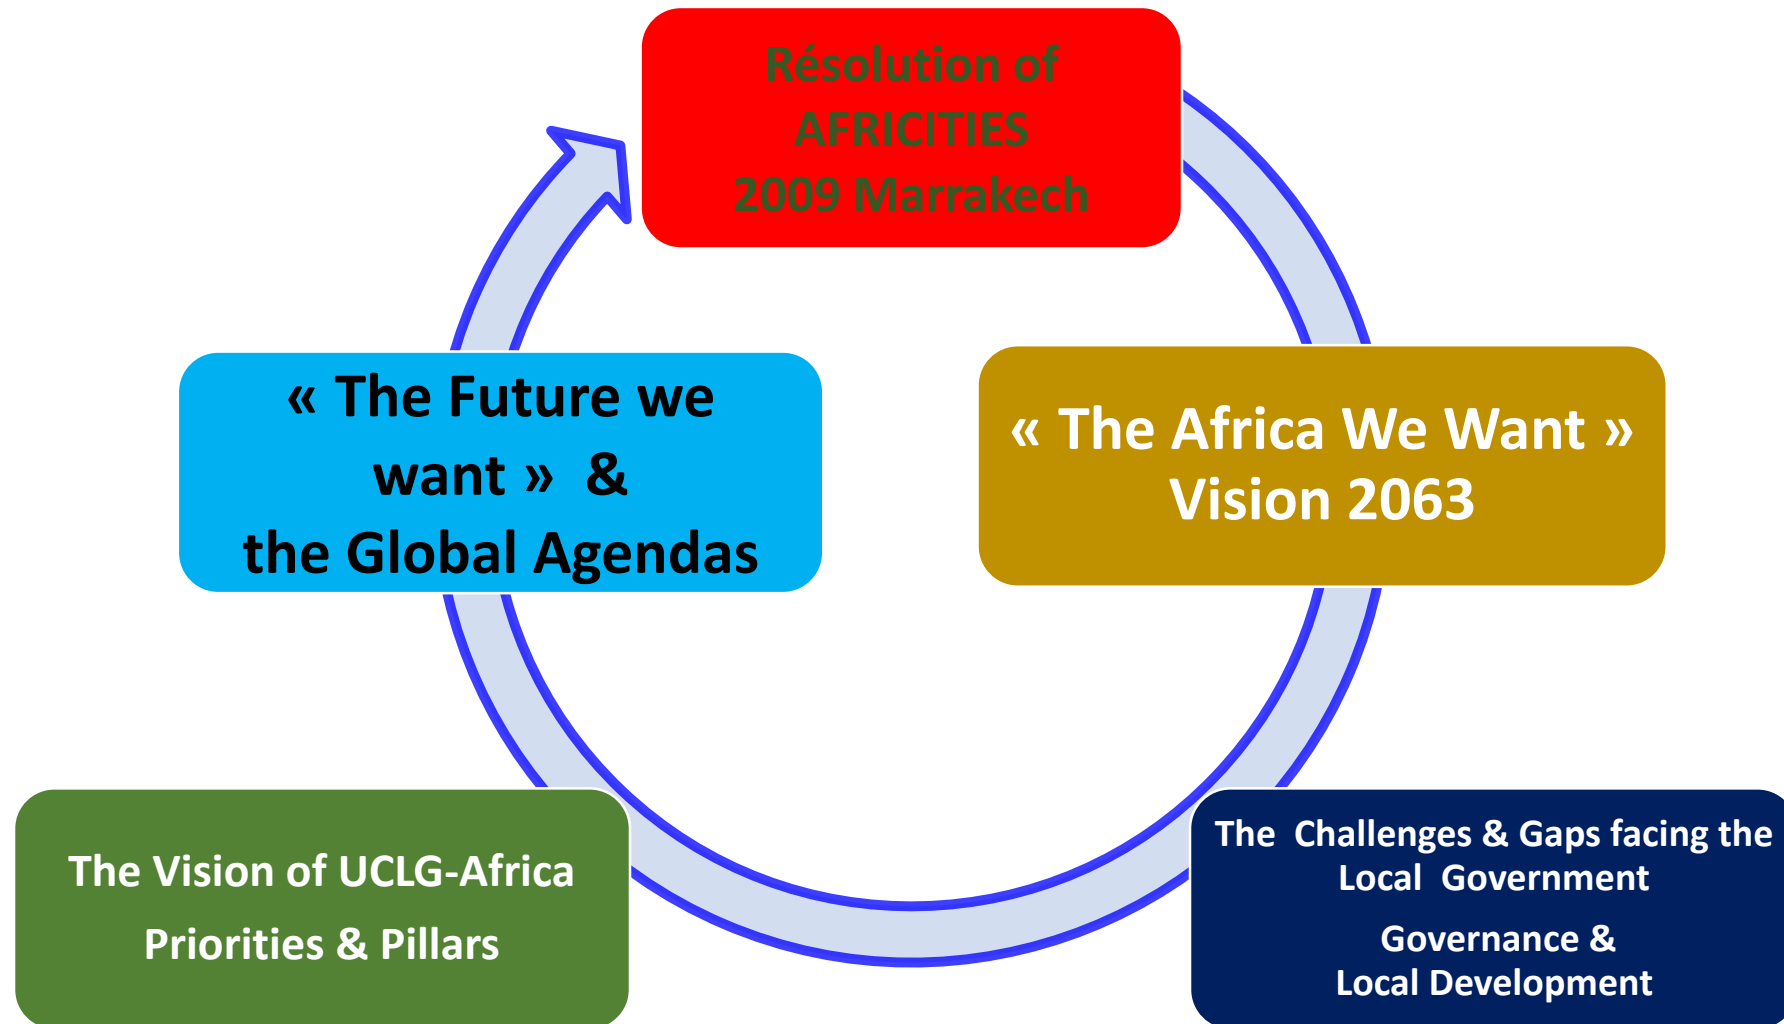 Résolution of
AFRICITIES
2009 Marrakech
« The Africa We Want »
Vision 2063
The Challenges & Gaps facing the
Local Government
Governance &
Local Development
The Vision of UCLG-Africa
Priorities & Pillars
« The Future we
want » &
the Global Agendas